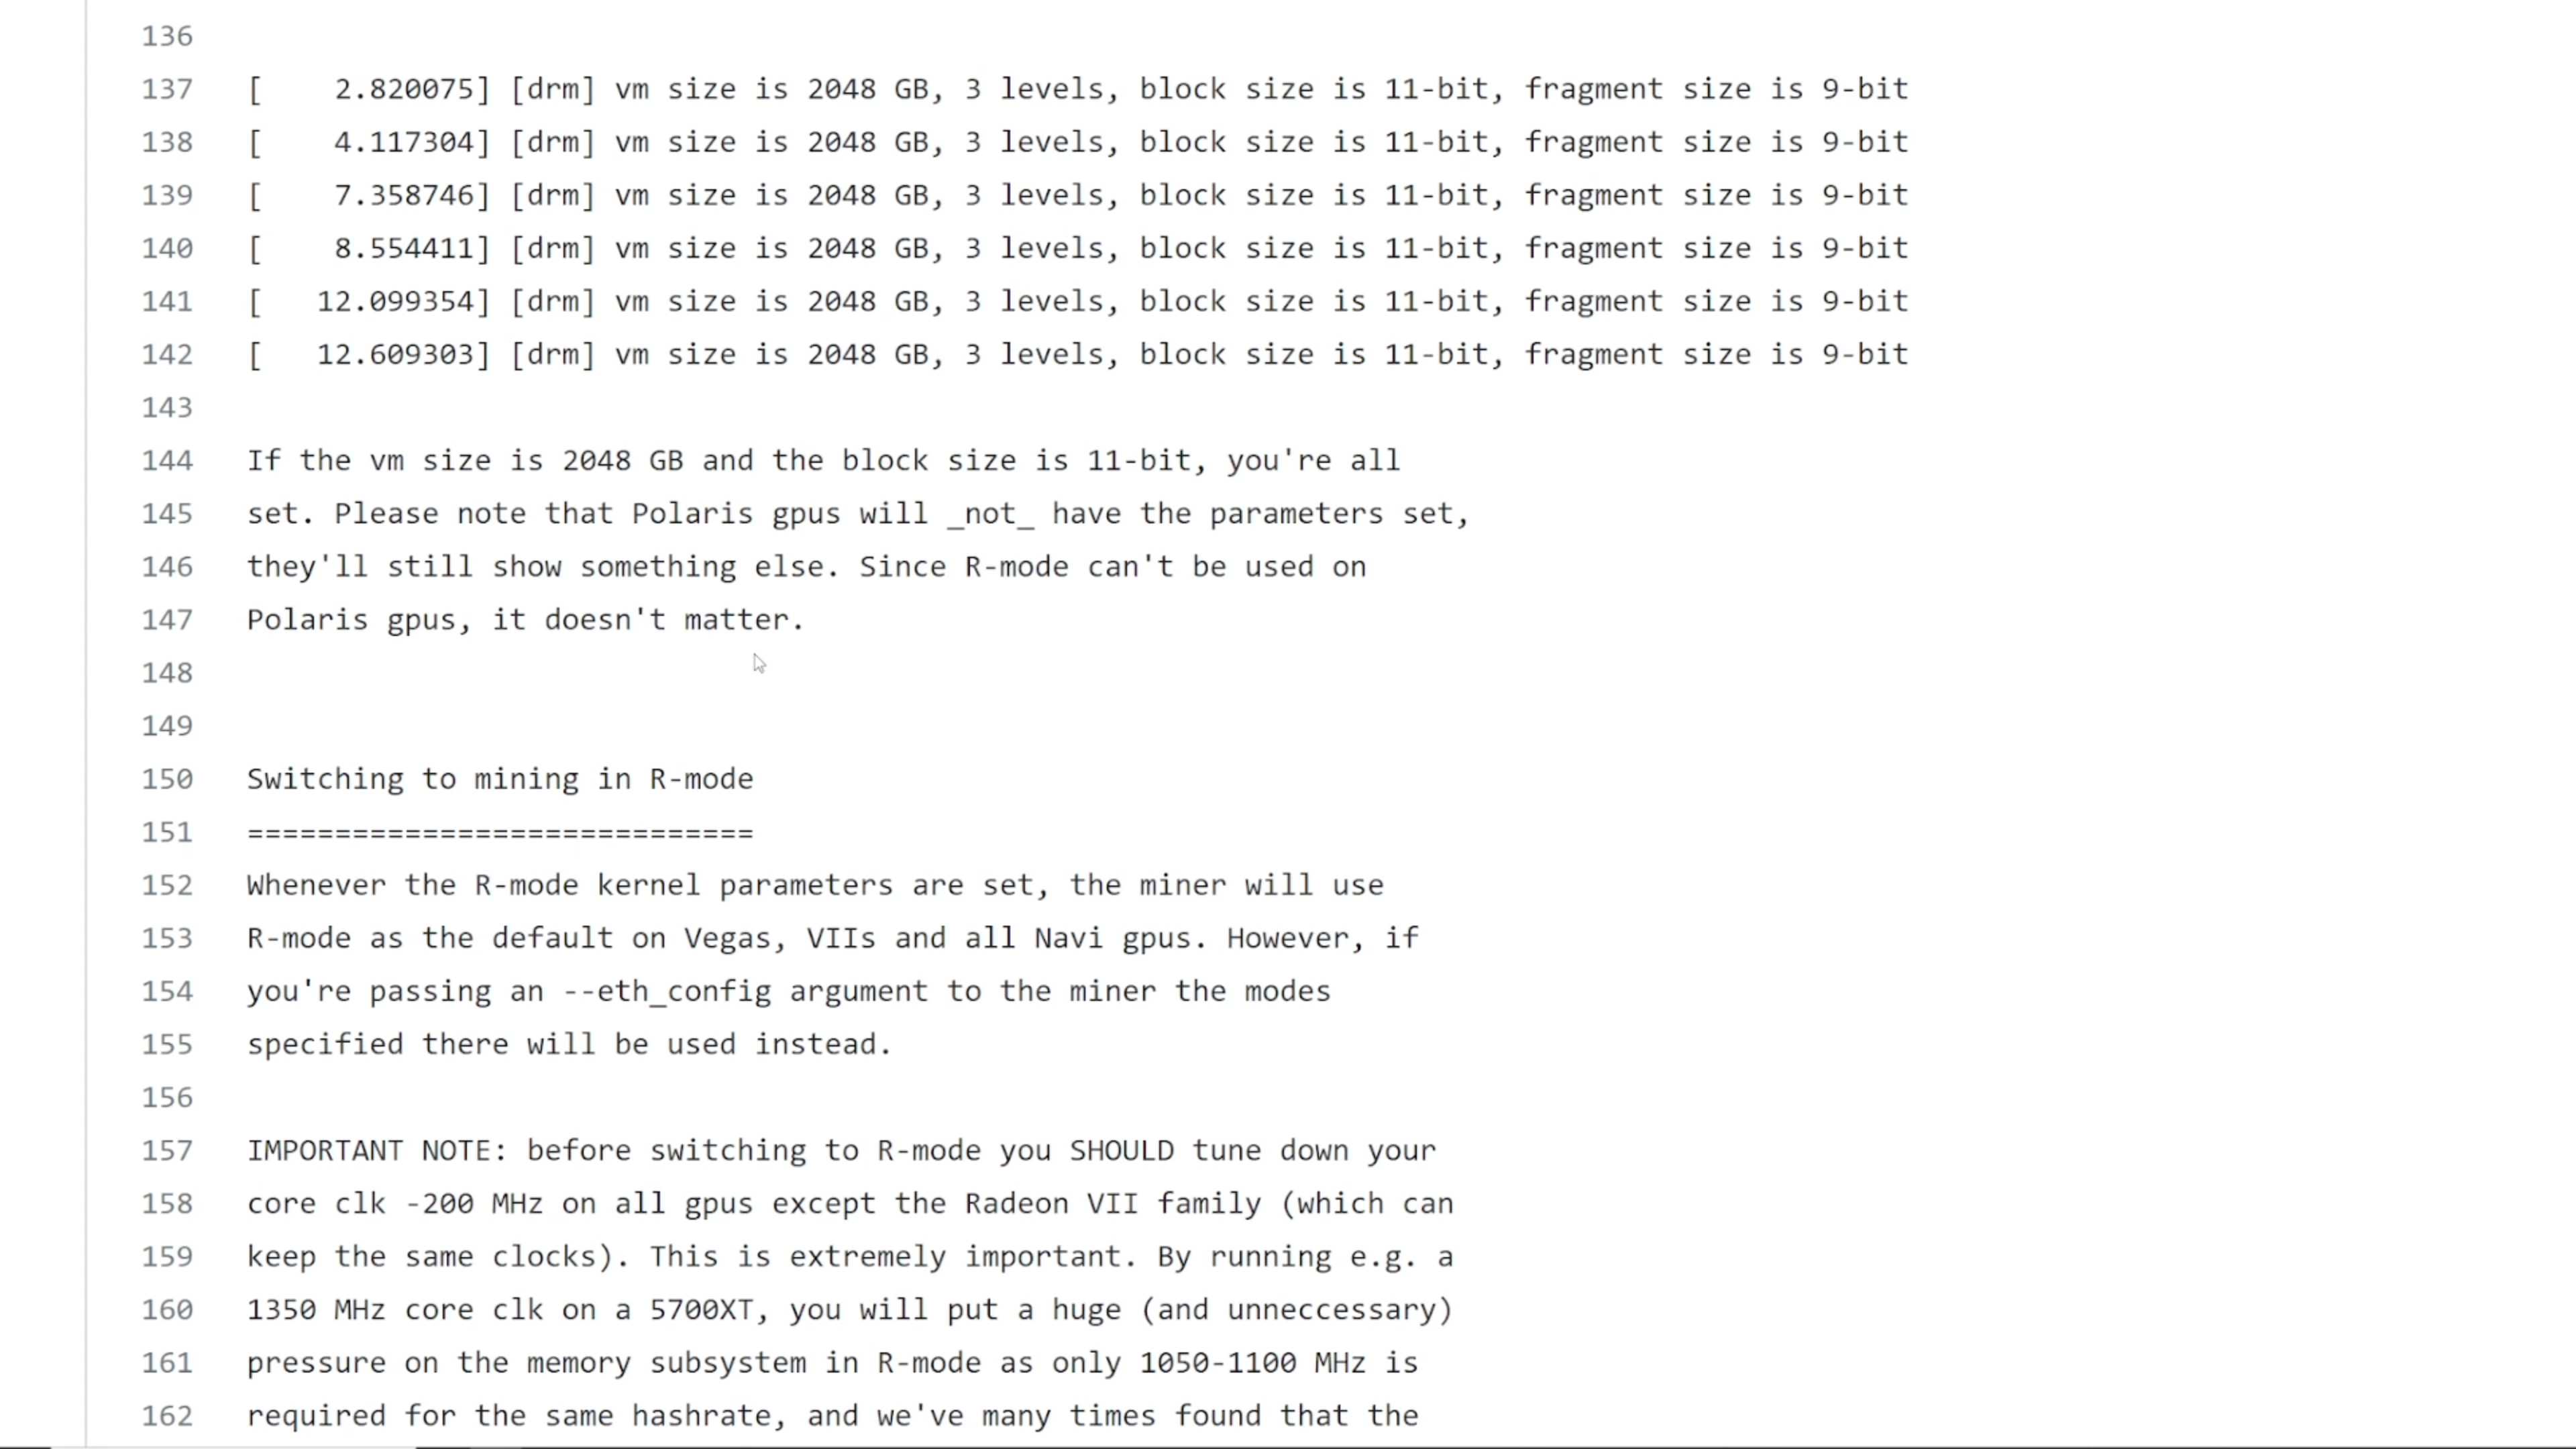 136
137 [    2.820075] [drm] vm size is 2048 GB, 3 levels, block size is 11-bit, fragment size is 9-bit
138 [    4.117304] [drm] vm size is 2048 GB, 3 levels, block size is 11-bit, fragment size is 9-bit
139 [    7.358746] [drm] vm size is 2048 GB, 3 levels, block size is 11-bit, fragment size is 9-bit
140 [    8.554411] [drm] vm size is 2048 GB, 3 levels, block size is 11-bit, fragment size is 9-bit
141 [   12.099354] [drm] vm size is 2048 GB, 3 levels, block size is 11-bit, fragment size is 9-bit
142 [   12.609303] [drm] vm size is 2048 GB, 3 levels, block size is 11-bit, fragment size is 9-bit
143
144 If the vm size is 2048 GB and the block size is 11-bit, you're all
145 set. Please note that Polaris gpus will _not_ have the parameters set,
146 they'll still show something else. Since R-mode can't be used on
147 Polaris gpus, it doesn't matter.
148
149
150 Switching to mining in R-mode
151 =============================
152 Whenever the R-mode kernel parameters are set, the miner will use
153 R-mode as the default on Vegas, VIIs and all Navi gpus. However, if
154 you're passing an --eth_config argument to the miner the modes
155 specified there will be used instead.
156
157 IMPORTANT NOTE: before switching to R-mode you SHOULD tune down your
158 core clk -200 MHz on all gpus except the Radeon VII family (which can
159 keep the same clocks). This is extremely important. By running e.g. a
160 1350 MHz core clk on a 5700XT, you will put a huge (and unneccessary)
161 pressure on the memory subsystem in R-mode as only 1050-1100 MHz is
162 required for the same hashrate, and we've many times found that the